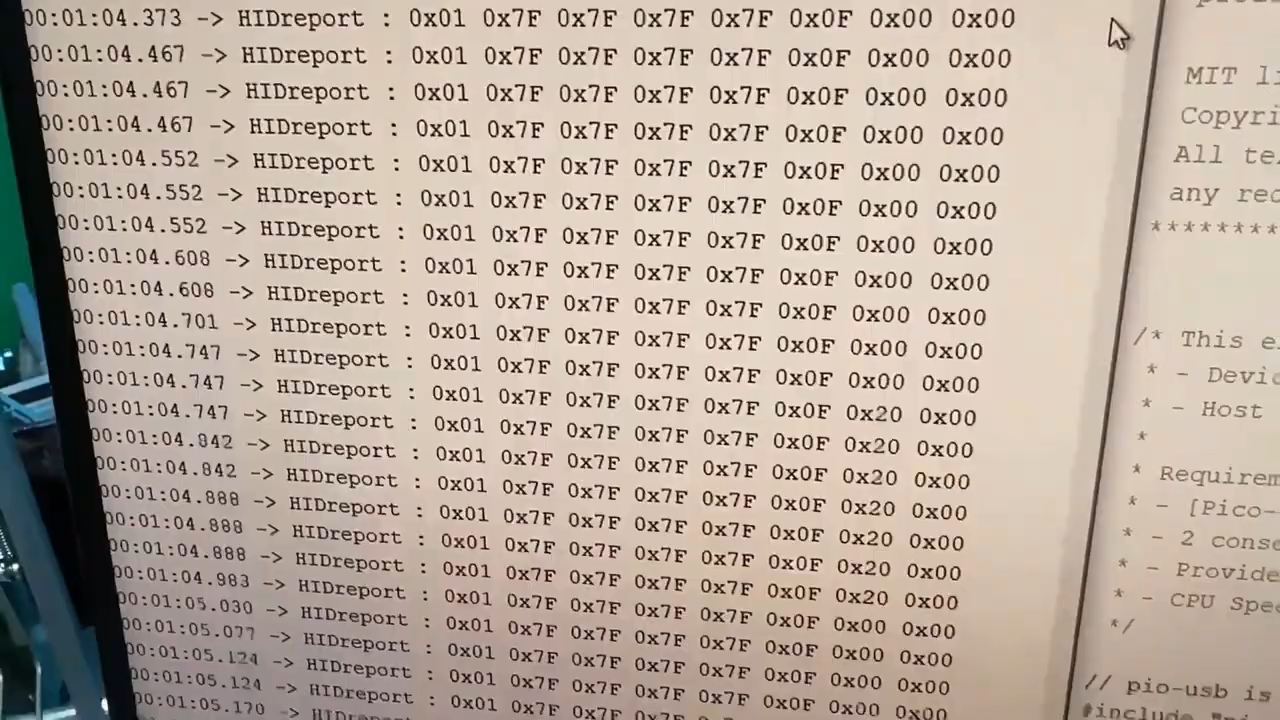 00:01:04.373 -> HIDreport : 0x01 0x7F 0x7F 0x7F 0x7F 0x0F 0x00 0x00
00:01:04.467 -> HIDreport : 0x01 0x7F 0x7F 0x7F 0x7F 0x0F 0x00 0x00
00:01:04.467 -> HIDreport : 0x01 0x7F 0x7F 0x7F 0x7F 0x0F 0x00 0x00
00:01:04.467 -> HIDreport : 0x01 0x7F 0x7F 0x7F 0x7F 0x0F 0x00 0x00
00:01:04.552 -> HIDreport : 0x01 0x7F 0x7F 0x7F 0x7F 0x0F 0x00 0x00
00:01:04.552 -> HIDreport : 0x01 0x7F 0x7F 0x7F 0x7F 0x0F 0x00 0x00
00:01:04.552 -> HIDreport : 0x01 0x7F 0x7F 0x7F 0x7F 0x0F 0x00 0x00
00:01:04.608 -> HIDreport : 0x01 0x7F 0x7F 0x7F 0x7F 0x0F 0x00 0x00
00:01:04.608 -> HIDreport : 0x01 0x7F 0x7F 0x7F 0x7F 0x0F 0x00 0x00
00:01:04.701 -> HIDreport : 0x01 0x7F 0x7F 0x7F 0x7F 0x0F 0x00 0x00
00:01:04.747 -> HIDreport : 0x01 0x7F 0x7F 0x7F 0x7F 0x0F 0x00 0x00
00:01:04.747 -> HIDreport : 0x01 0x7F 0x7F 0x7F 0x7F 0x0F 0x20 0x00
00:01:04.747 -> HIDreport : 0x01 0x7F 0x7F 0x7F 0x7F 0x0F 0x20 0x00
00:01:04.842 -> HIDreport : 0x01 0x7F 0x7F 0x7F 0x7F 0x0F 0x20 0x00
00:01:04.842 -> HIDreport : 0x01 0x7F 0x7F 0x7F 0x7F 0x0F 0x20 0x00
00:01:04.888 -> HIDreport : 0x01 0x7F 0x7F 0x7F 0x7F 0x0F 0x20 0x00
00:01:04.888 -> HIDreport : 0x01 0x7F 0x7F 0x7F 0x7F 0x0F 0x20 0x00
00:01:04.888 -> HIDreport : 0x01 0x7F 0x7F 0x7F 0x7F 0x0F 0x20 0x00
00:01:04.983 -> HIDreport : 0x01 0x7F 0x7F 0x7F 0x7F 0x0F 0x00 0x00
00:01:05.030 -> HIDreport : 0x01 0x7F 0x7F 0x7F 0x7F 0x0F 0x00 0x00
00:01:05.077 -> HIDreport : 0x01 0x7F 0x7F 0x7F 0x7F 0x0F 0x00 0x00
00:01:05.124 -> HIDreport : 0x01 0x7F 0x7F 0x7F 0x7F 0x0F 0x00 0x00
00:01:05.124 -> HIDreport : 0x01 0x7F 0x7F
00:01:05.170 -> HIDreport
MIT li
Copyri
All te
any red
********
/* This e
* - Devic
* - Host
*
* Requirem
* - [Pico-
* - 2 conso
* - Provide
* - CPU Spe
*/
// pio-usb is
#include